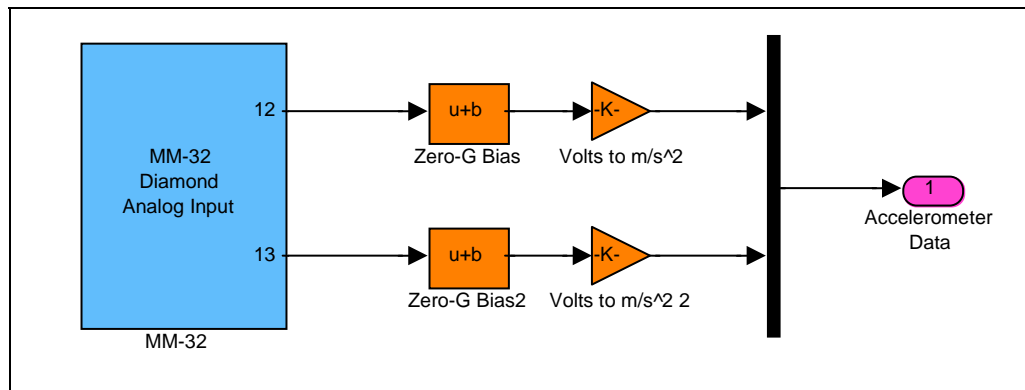 12
u+b
-K-
1
Zero-G Bias
Volts to m/s^2
MM-32
Diamond
Analog Input
Accelerometer
Data
13
u+b
-K-
Zero-G Bias2
Volts to m/s^2 2
MM-32